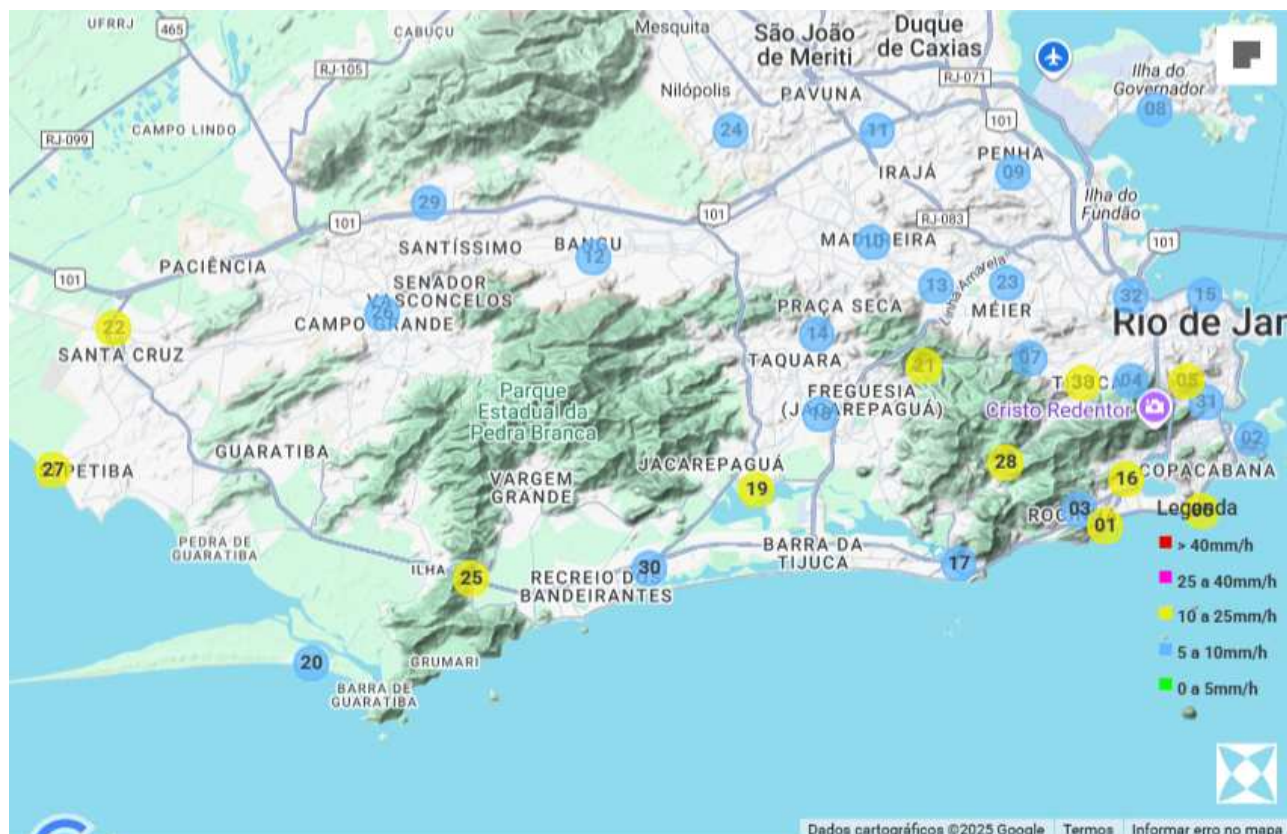 UFRRJ
465
CABUÇU
Mesquita
São João
de Meriti
Duque
de Caxias
RJ-105
RJ-071
Ilha do
Governador
Nilópolis
PAVUNA
08
CAMPO LINDO
RJ-099
24
11
101
PENHA
IRAJÁ
09
Ilha do
Fundão
29
101
101
RJ-083
101
SANTÍSSIMO
BANGU
12
10
PACIÊNCIA
101
SENADOR
VASCONCELOS
26
CAMPO GRANDE
Linha Amarela
13
23
32
15
PRAÇA SECA
MÉIER
22
SANTA CRUZ
14
Rio de Jan
TAQUARA
07
21
04
31
Parque
Estadual da
Pedra Branca
FREGUESIA
Cristo Redentor
GUARATIBA
02
27
JACAREPAGUÁ
28
COPACABANA
VARGEM
GRANDE
19
16
03
01
Legenda
PEDRA DE
GUARATIBA
BARRA DA
TIJUCA
> 40mm/h
ILHA
25
RECREIO DOS
BANDEIRANTES
30
17
25 a 40mm/h
10 a 25mm/h
20
GRUMARI
5 a 10mm/h
BARRA DE
GUARATIBA
0 a 5mm/h
Dados cartográficos ©2025 Google
Termos
Informar erro no mapa